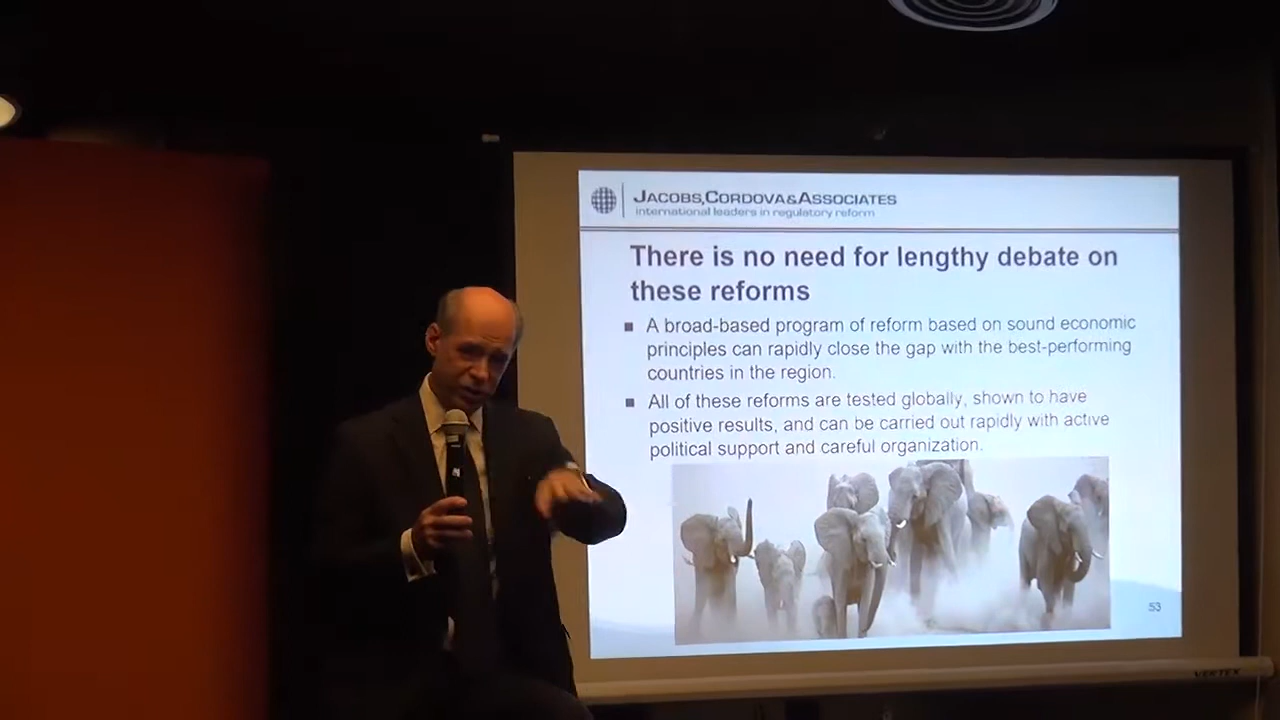 JACOBS, CORDOVA & ASSOCIATES
international leaders in regulatory reform
There is no need for lengthy debate on
these reforms
A broad-based program of reform based on sound economic
principles can rapidly close the gap with the best-performing
countries in the region.
All of these reforms are tested globally, shown to have
positive results, and can be carried out rapidly with active
political support and careful organization.
53
VERTEX